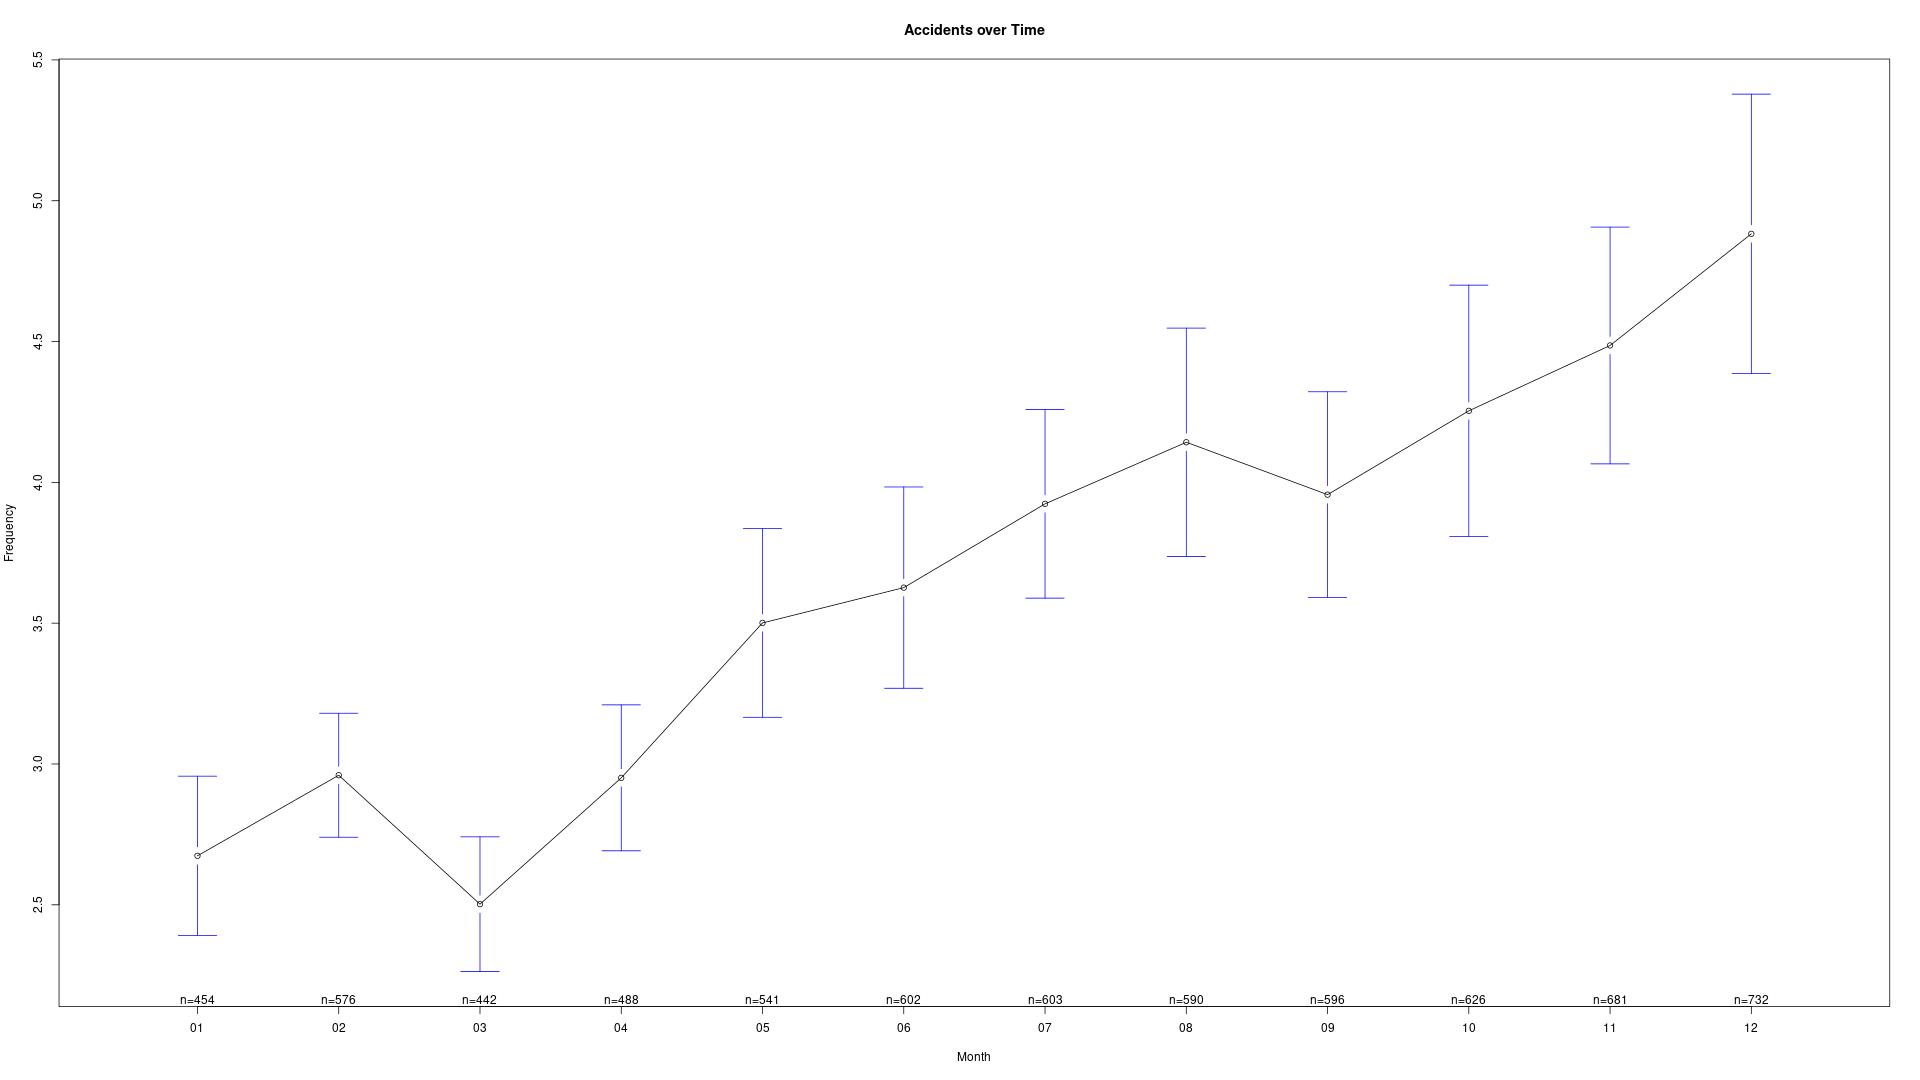 Accidents over Time
5.5
5.0
4.5
4.0
3.5
3.0
2.5
Frequency
n=454 n=576 n=442 n=488 n=541 n=602 n=603 n=590 n=596 n=626 n=681 n=732
01 02 03 04 05 06 07 08 09 10 11 12
Month